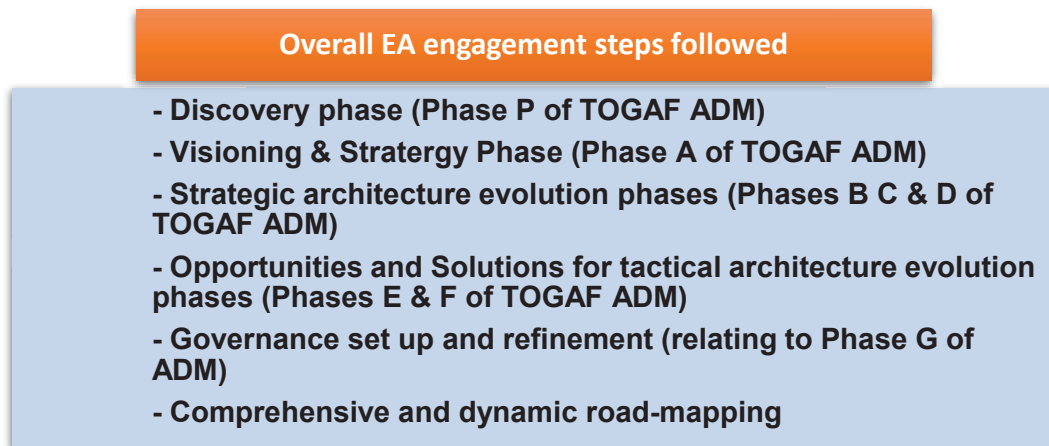 Overall EA engagement steps followed
- Discovery phase (Phase P of TOGAF ADM)
- Visioning & Stratergy Phase (Phase A of TOGAF ADM)
- Strategic architecture evolution phases (Phases B C & D of
TOGAF ADM)
- Opportunities and Solutions for tactical architecture evolution
phases (Phases E & F of TOGAF ADM)
- Governance set up and refinement (relating to Phase G of
ADM)
- Comprehensive and dynamic road-mapping